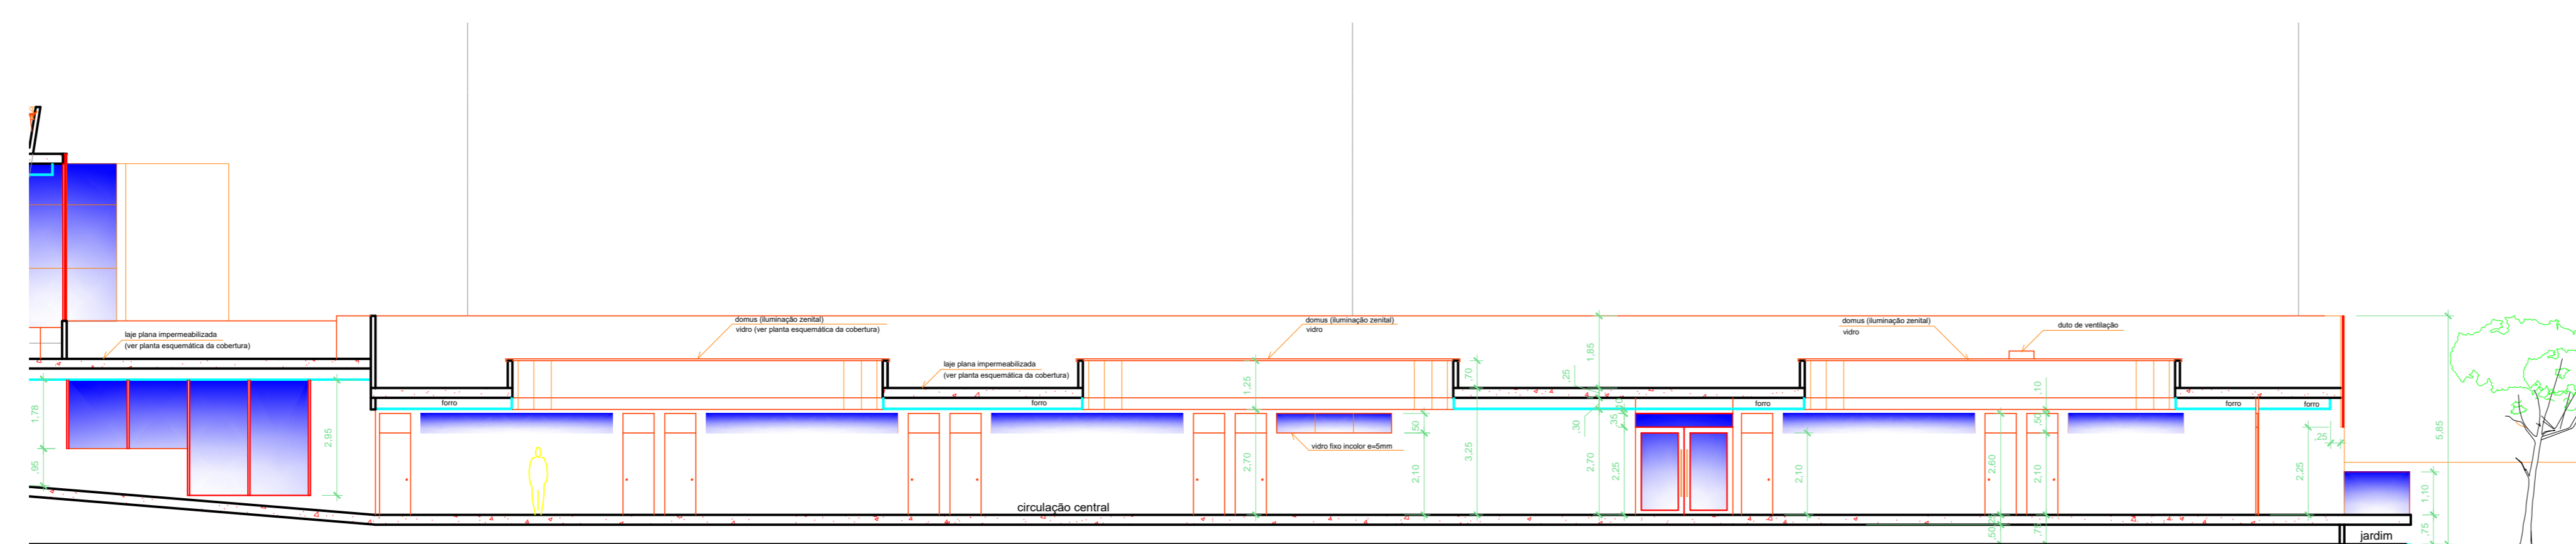 laje plana impermeabilizada
(ver planta esquemática da cobertura)
domus (iluminação zenital)
vidro (ver planta esquemática da cobertura)
laje plana impermeabilizada
(ver planta esquemática da cobertura)
domus (iluminação zenital)
vidro
domus (iluminação zenital)
vidro
duto de ventilação
forro
forro
forro
forro
forro
vidro fixo incolor e=5mm
circulação central
jardim
1,78
,95
2,95
1,25
2,70
,50
2,10
,70
3,25
,25
,30
1,85
2,70
,35
2,25
2,10
2,60
,10
,50
2,10
,75
2,25
,25
1,10
,75
5,85